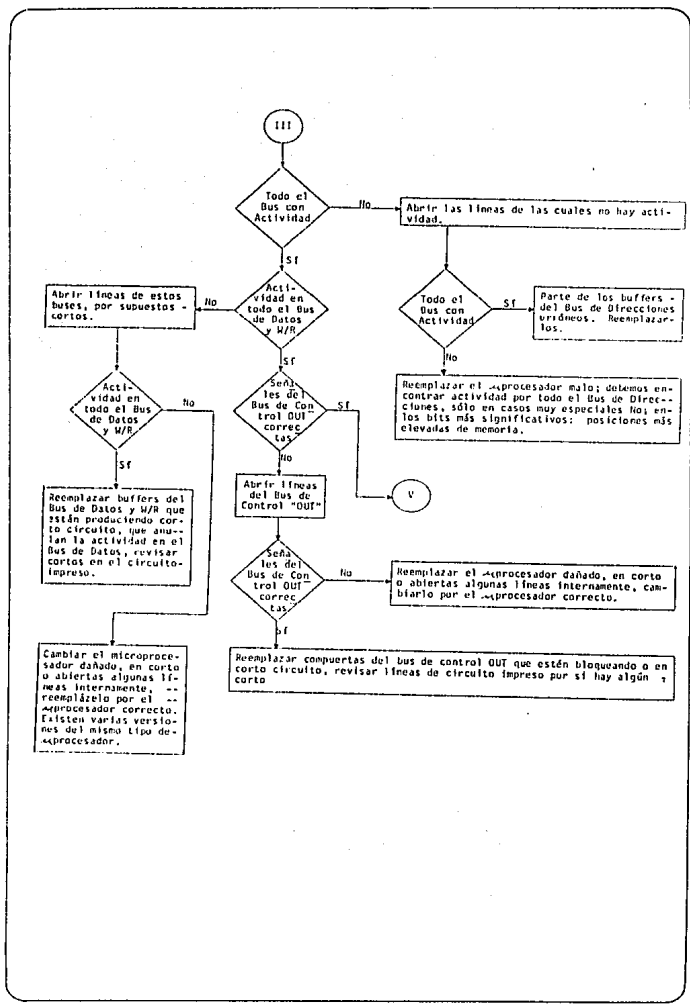 III
Todo el
Bus con
Actividad
No
Abrir las líneas de las cuales no hay acti-
vidad.
Sí
Todo el
Bus con
Actividad
Sí
Parte de los buffers -
del Bus de Direcciones
erróneos. Reemplazar-
los.
No
Reemplazar el µprocesador malo; debemos en-
contrar actividad por todo el Bus de Direc--
ciones, sólo en casos muy especiales No; en
los bits más significativos: posiciones más
elevadas de memoria.
Acti-
vidad en
todo el Bus
de Datos
y W/R
No
Abrir líneas de estos
buses, por supuestos -
cortos.
Acti-
vidad en
todo el Bus
de Datos
y W/R.
No
Sí
Reemplazar buffers del
Bus de Datos y W/R que
están produciendo cor-
to circuito, que anu--
lan la actividad en el
Bus de Datos, revisar
cortos en el circuito-
impreso.
Cambiar el microproce-
sador dañado, en corto
o abiertas algunas lí-
neas internamente, --
reemplázelo por el --
µprocesador correcto.
Existen varias versio-
nes del mismo tipo de-
µprocesador.
Sí
Seña
les del
Bus de Con
trol OUT
correc
tas
Sí
V
No
Abrir líneas
del Bus de
Control "OUT"
Seña
les del
Bus de Con
trol OUT
correc
tas
No
Reemplazar el µprocesador dañado, en corto
o abiertas algunas líneas internamente, cam-
biarlo por el µprocesador correcto.
Sí
Reemplazar compuertas del bus de control OUT que estén bloqueando o en
corto circuito, revisar líneas de circuito impreso pur si hay algún
corto